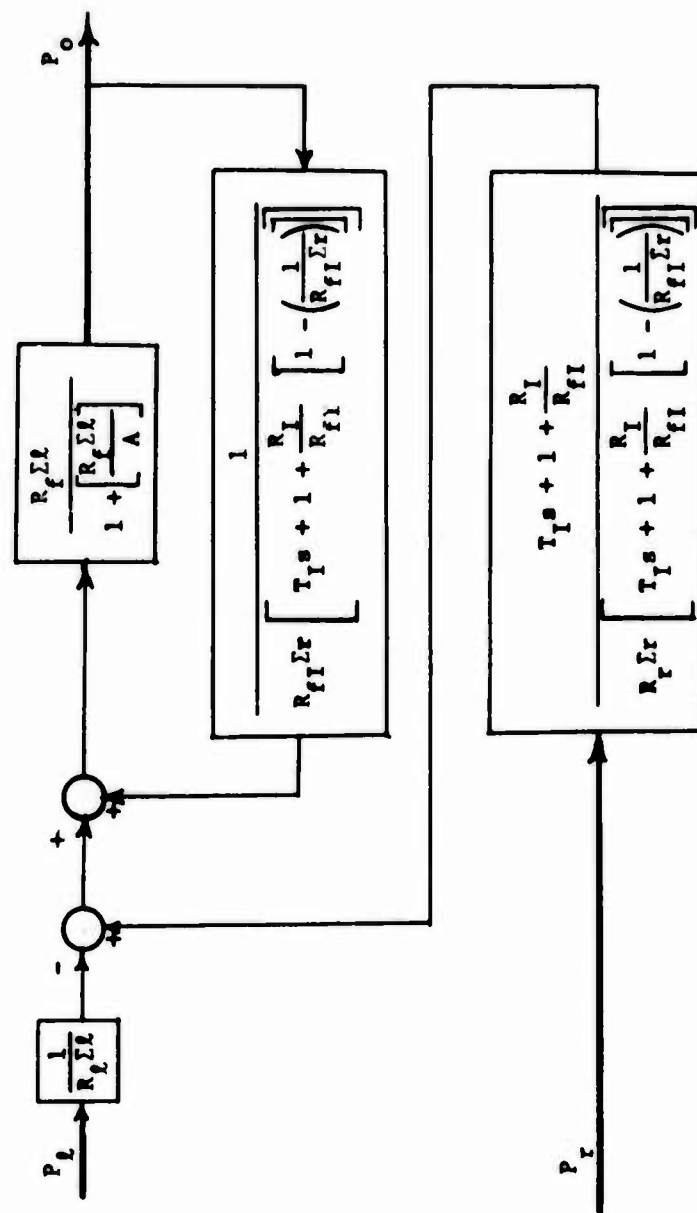 P_ℓ
1 / (R_ℓ Σℓ)
-
+
+
+
R_f Σℓ / (1 + [R_f Σℓ / A])
P_o
1 / (R_fI Σr [T_I s + 1 + R_I / R_fI [1 - (1 / (R_fI Σr))]])
P_r
T_I s + 1 + R_I / R_fI / (R_r Σr [T_I s + 1 + R_I / R_fI [1 - (1 / (R_fI Σr))]])